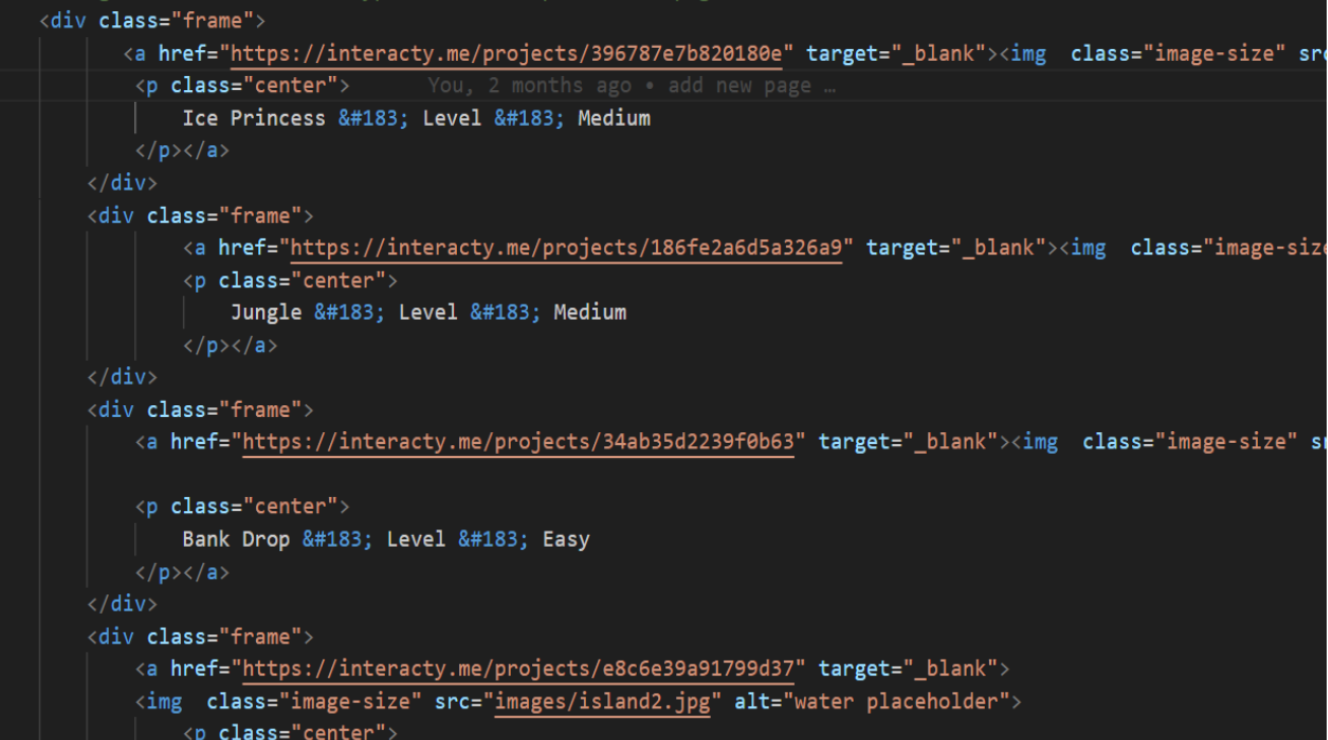 <div class="frame">
<a href="https://interacty.me/projects/396787e7b820180e" target="_blank"><img  class="image-size" src
<p class="center">        You, 2 months ago • add new page …
Ice Princess &#183; Level &#183; Medium
</p></a>
</div>
<div class="frame">
<a href="https://interacty.me/projects/186fe2a6d5a326a9" target="_blank"><img  class="image-size
<p class="center">
Jungle &#183; Level &#183; Medium
</p></a>
</div>
<div class="frame">
<a href="https://interacty.me/projects/34ab35d2239f0b63" target="_blank"><img  class="image-size" sr
<p class="center">
Bank Drop &#183; Level &#183; Easy
</p></a>
</div>
<div class="frame">
<a href="https://interacty.me/projects/e8c6e39a91799d37" target="_blank">
<img  class="image-size" src="images/island2.jpg" alt="water placeholder">
<p class="center">